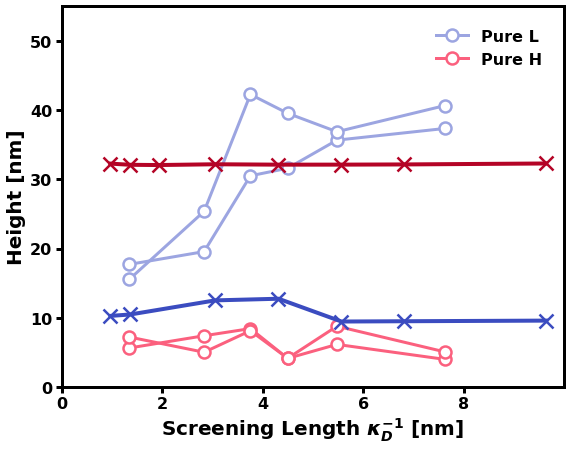 Pure L
Pure H
50
40
30
20
10
0
Height [nm]
0 2 4 6 8
Screening Length κ_D^{-1} [nm]